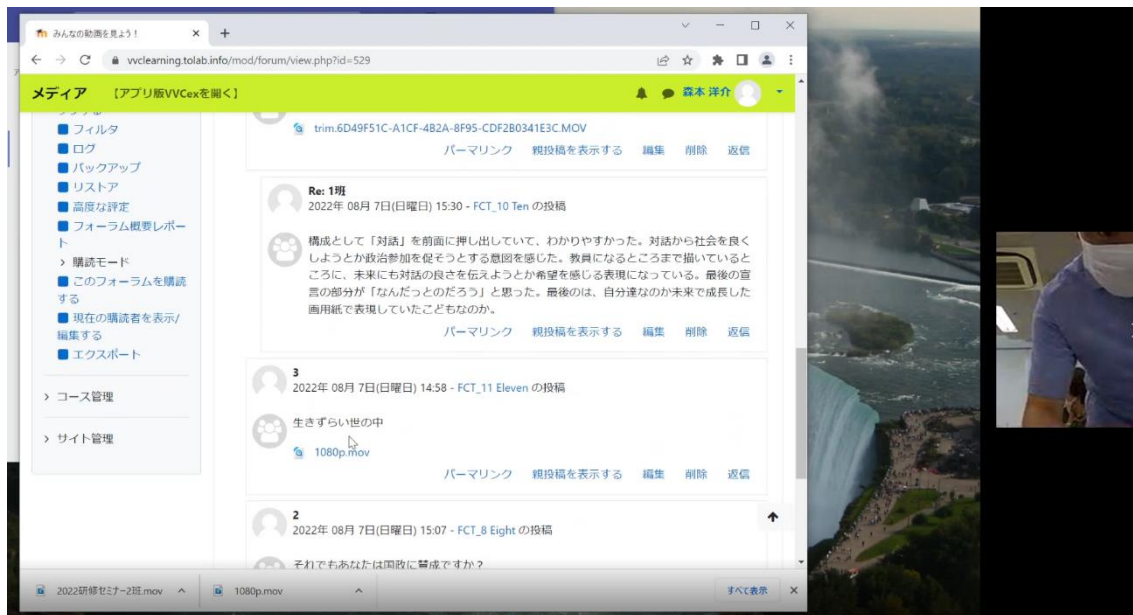 みんなの動画を見よう!
vvclearning.tolab.info/mod/forum/view.php?id=529
メディア 【アプリ版VVCexを開く】 森本 洋介
フィルタ
ログ
バックアップ
リストア
高度な評定
フォーラム概要レポー
ト
購読モード
このフォーラムを購読
する
現在の購読者を表示/
編集する
エクスポート
コース管理
サイト管理
trim.6D49F51C-A1CF-4B2A-8F95-CDF2B0341E3C.MOV
パーマリンク 親投稿を表示する 編集 削除 返信
Re: 1班
2022年 08月 7日(日曜日) 15:30 - FCT_10 Ten の投稿
構成として「対話」を前面に押し出していて、わかりやすかった。対話から社会を良く
しようとか政治参加を促そうとする意図を感じた。教員になるところまで描いていると
ころに、未来にも対話の良さを伝えようとか希望を感じる表現になっている。最後の宣
言の部分が「なんだっとのだろう」と思った。最後のは、自分達なのか未来で成長した
画用紙で表現していたこどもなのか。
パーマリンク 親投稿を表示する 編集 削除 返信
3
2022年 08月 7日(日曜日) 14:58 - FCT_11 Eleven の投稿
生きずらい世の中
1080p.mov
パーマリンク 親投稿を表示する 編集 削除 返信
2
2022年 08月 7日(日曜日) 15:07 - FCT_8 Eight の投稿
それでもあなたは国政に賛成ですか?
2022研修セミナー2班.mov 1080p.mov すべて表示